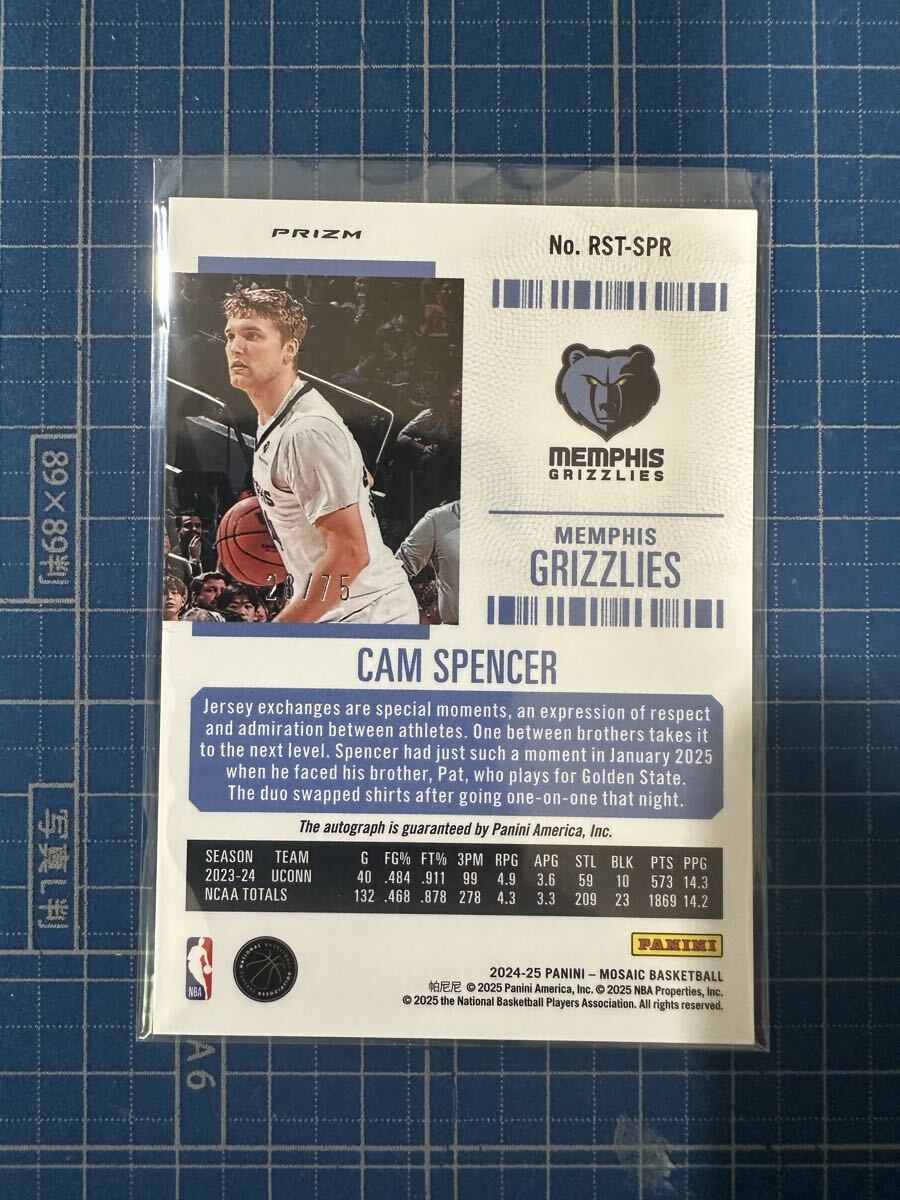 PRIZM
No. RST-SPR
MEMPHIS
GRIZZLIES
MEMPHIS
GRIZZLIES
28/75
CAM SPENCER
Jersey exchanges are special moments, an expression of respect
and admiration between athletes. One between brothers takes it
to the next level. Spencer had just such a moment in January 2025
when he faced his brother, Pat, who plays for Golden State.
The duo swapped shirts after going one-on-one that night.
The autograph is guaranteed by Panini America, Inc.
SEASON TEAM G FG% FT% 3PM RPG APG STL BLK PTS PPG
2023-24 UCONN 40 .484 .911 99 4.9 3.6 59 10 573 14.3
NCAA TOTALS 132 .468 .878 278 4.3 3.3 209 23 1869 14.2
NBA
NATIONAL BASKETBALL
ASSOCIATION
PANINI
2024-25 PANINI – MOSAIC BASKETBALL
帕尼尼 © 2025 Panini America, Inc. © 2025 NBA Properties, Inc.
© 2025 the National Basketball Players Association. All rights reserved.
68×68
A6